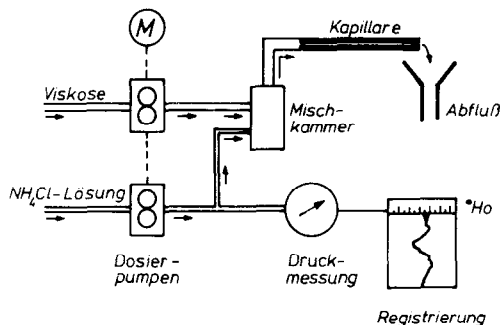 M
Kapillare
Viskose
Misch-
kammer
Abfluß
NH4Cl-Lösung
°Ho
Dosier-
pumpen
Druck-
messung
Registrierung